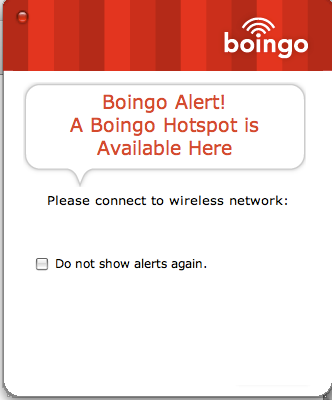 boingo
Boingo Alert!
A Boingo Hotspot is
Available Here
Please connect to wireless network:
Do not show alerts again.